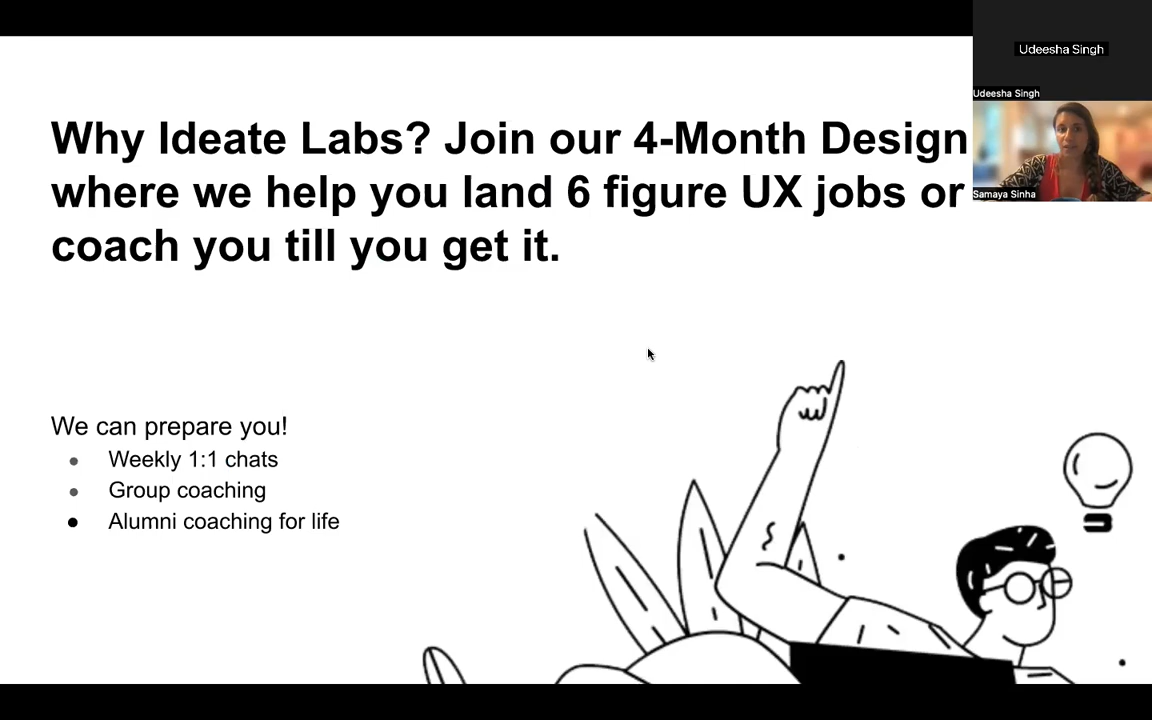 Udeesha Singh
Udeesha Singh
Samaya Sinha
Why Ideate Labs? Join our 4-Month Design
where we help you land 6 figure UX jobs or
coach you till you get it.
We can prepare you!
● Weekly 1:1 chats
● Group coaching
● Alumni coaching for life